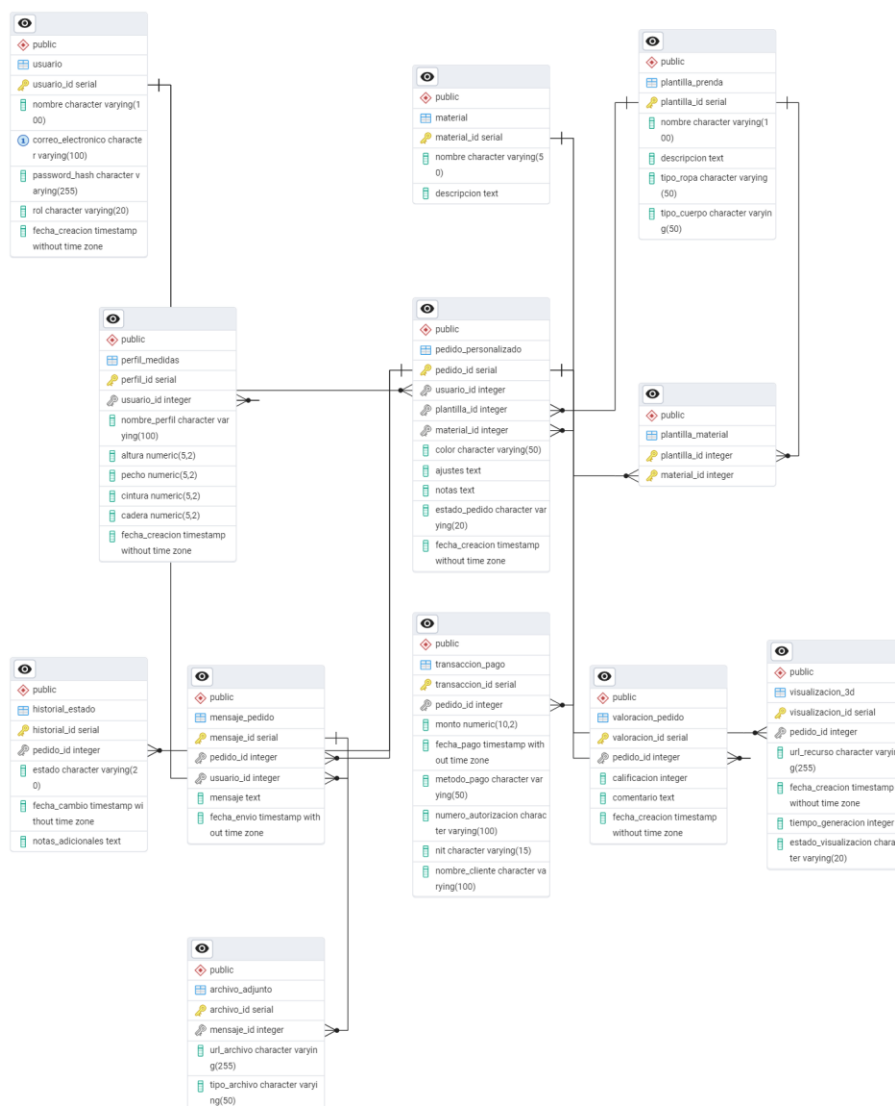 public
usuario
usuario_id serial
nombre character varying(1
00)
correo_electronico characte
r varying(100)
password_hash character v
arying(255)
rol character varying(20)
fecha_creacion timestamp
without time zone
public
material
material_id serial
nombre character varying(5
0)
descripcion text
public
plantilla_prenda
plantilla_id serial
nombre character varying(1
00)
descripcion text
tipo_ropa character varying
(50)
tipo_cuerpo character varyin
g(50)
public
perfil_medidas
perfil_id serial
usuario_id integer
nombre_perfil character var
ying(100)
altura numeric(5,2)
pecho numeric(5,2)
cintura numeric(5,2)
cadera numeric(5,2)
fecha_creacion timestamp
without time zone
public
pedido_personalizado
pedido_id serial
usuario_id integer
plantilla_id integer
material_id integer
color character varying(50)
ajustes text
notas text
estado_pedido character var
ying(20)
fecha_creacion timestamp
without time zone
public
plantilla_material
plantilla_id integer
material_id integer
public
historial_estado
historial_id serial
pedido_id integer
estado character varying(2
0)
fecha_cambio timestamp wi
thout time zone
notas_adicionales text
public
mensaje_pedido
mensaje_id serial
pedido_id integer
usuario_id integer
mensaje text
fecha_envio timestamp with
out time zone
public
transaccion_pago
transaccion_id serial
pedido_id integer
monto numeric(10,2)
fecha_pago timestamp with
out time zone
metodo_pago character var
ying(50)
numero_autorizacion charac
ter varying(100)
nit character varying(15)
nombre_cliente character va
rying(100)
public
valoracion_pedido
valoracion_id serial
pedido_id integer
calificacion integer
comentario text
fecha_creacion timestamp
without time zone
public
visualizacion_3d
visualizacion_id serial
pedido_id integer
url_recurso character varyin
g(255)
fecha_creacion timestamp
without time zone
tiempo_generacion integer
estado_visualizacion charac
ter varying(20)
public
archivo_adjunto
archivo_id serial
mensaje_id integer
url_archivo character varyin
g(255)
tipo_archivo character varyi
ng(50)